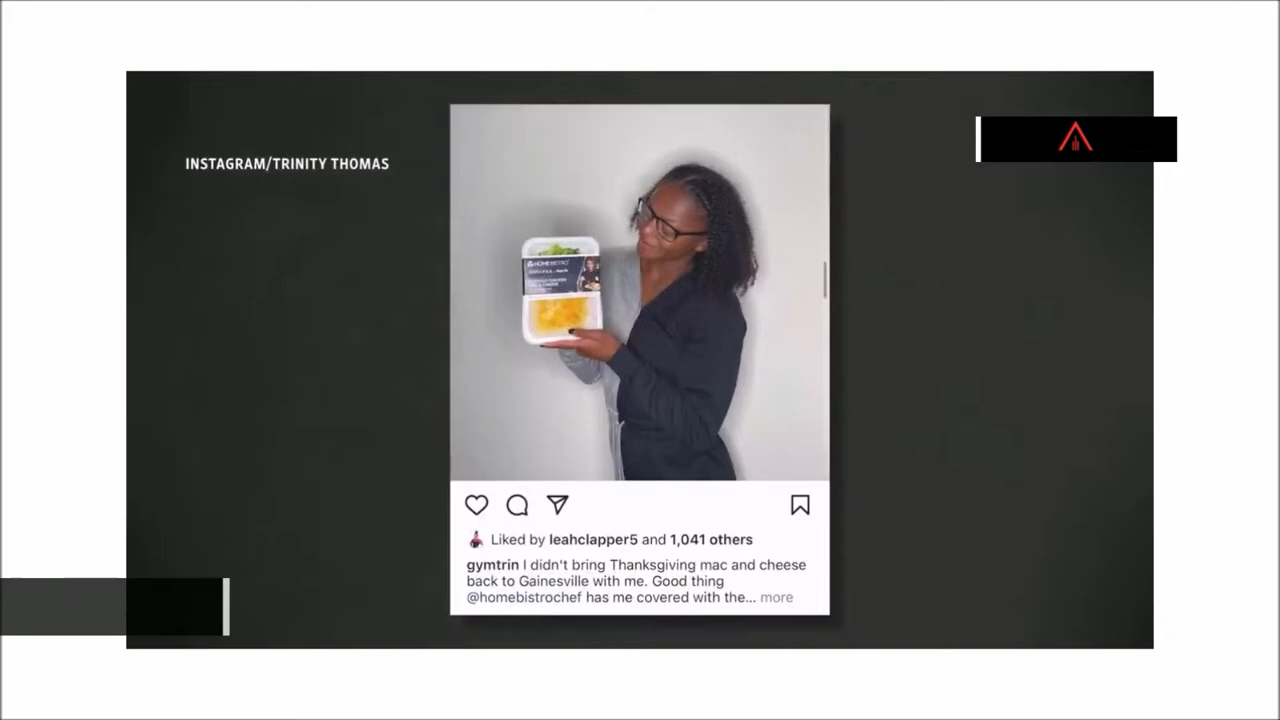 INSTAGRAM/TRINITY THOMAS
HOMEBISTRO
Liked by leahclapper5 and 1,041 others
gymtrin I didn't bring Thanksgiving mac and cheese
back to Gainesville with me. Good thing
@homebistrochef has me covered with the... more